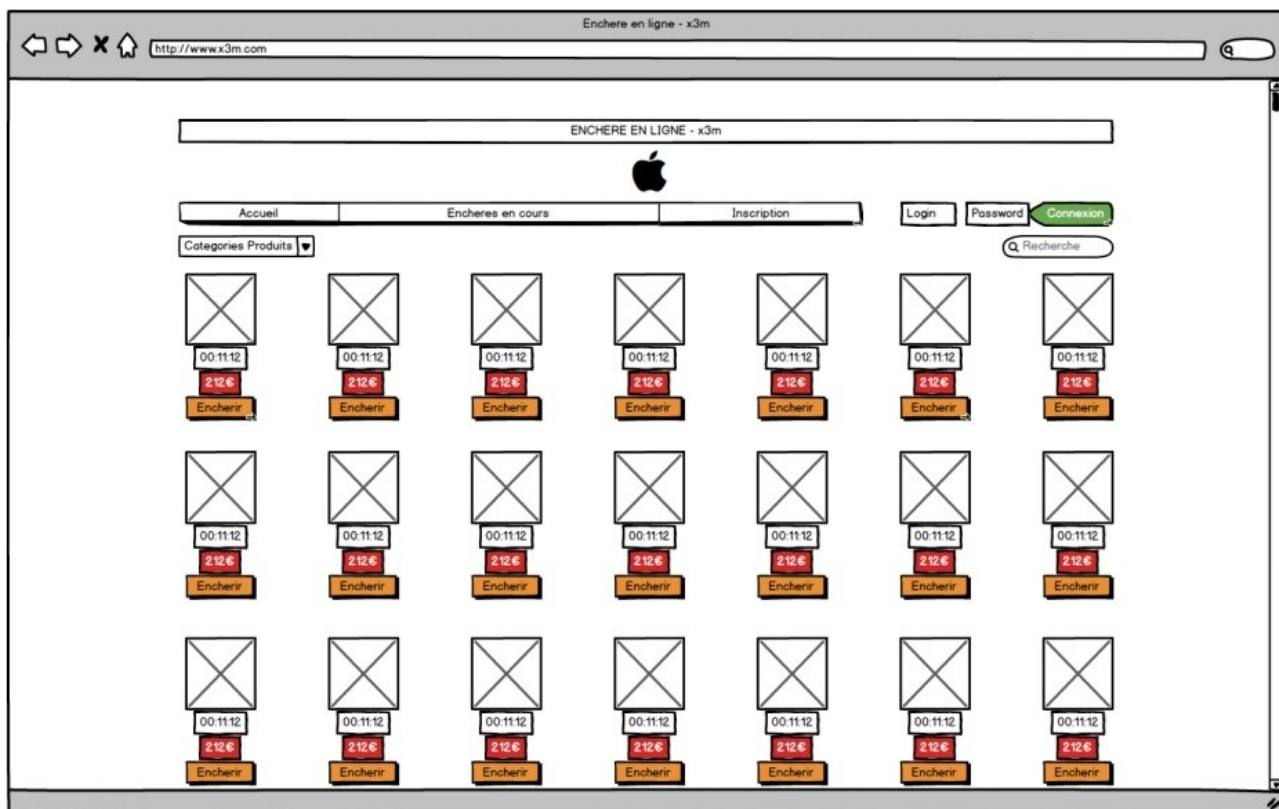 Enchere en ligne - x3m
http://www.x3m.com
ENCHERE EN LIGNE - x3m
Accueil Encheres en cours Inscription Login Password Connexion
Categories Produits Recherche
00:11:12 00:11:12 00:11:12 00:11:12 00:11:12 00:11:12 00:11:12
212€ 212€ 212€ 212€ 212€ 212€ 212€
Encherir Encherir Encherir Encherir Encherir Encherir Encherir
00:11:12 00:11:12 00:11:12 00:11:12 00:11:12 00:11:12 00:11:12
212€ 212€ 212€ 212€ 212€ 212€ 212€
Encherir Encherir Encherir Encherir Encherir Encherir Encherir
00:11:12 00:11:12 00:11:12 00:11:12 00:11:12 00:11:12 00:11:12
212€ 212€ 212€ 212€ 212€ 212€ 212€
Encherir Encherir Encherir Encherir Encherir Encherir Encherir